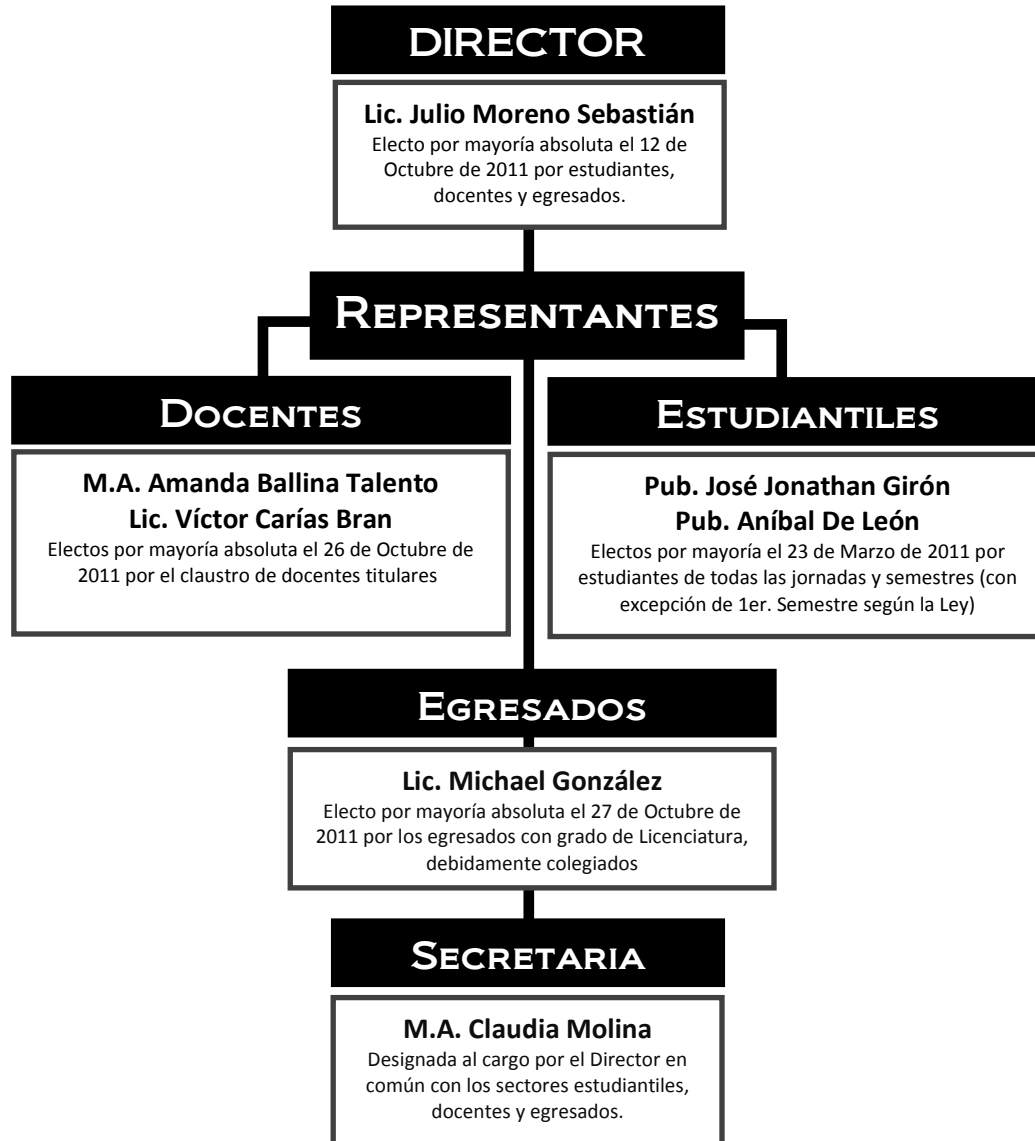 DIRECTOR
Lic. Julio Moreno Sebastián
Electo por mayoría absoluta el 12 de
Octubre de 2011 por estudiantes,
docentes y egresados.
REPRESENTANTES
DOCENTES
M.A. Amanda Ballina Talento
Lic. Víctor Carías Bran
Electos por mayoría absoluta el 26 de Octubre de
2011 por el claustro de docentes titulares
ESTUDIANTILES
Pub. José Jonathan Girón
Pub. Aníbal De León
Electos por mayoría el 23 de Marzo de 2011 por
estudiantes de todas las jornadas y semestres (con
excepción de 1er. Semestre según la Ley)
EGRESADOS
Lic. Michael González
Electo por mayoría absoluta el 27 de Octubre de
2011 por los egresados con grado de Licenciatura,
debidamente colegiados
SECRETARIA
M.A. Claudia Molina
Designada al cargo por el Director en
común con los sectores estudiantiles,
docentes y egresados.